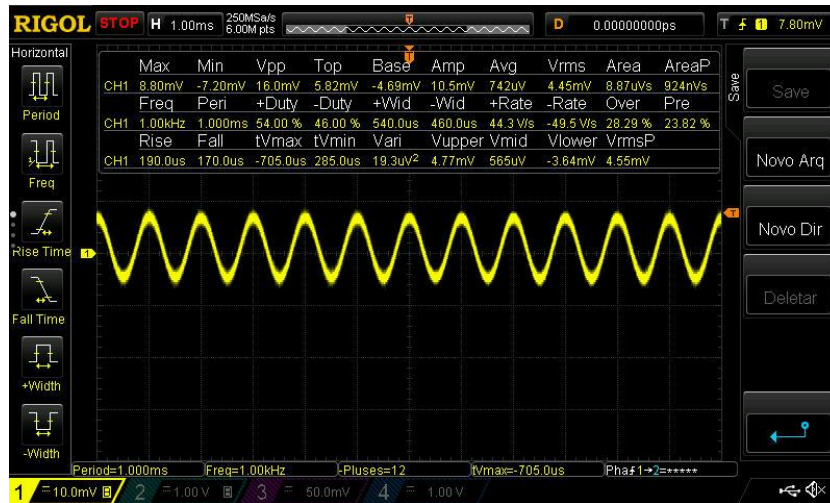 RIGOL STOP H 1.00ms 250MSa/s 6.00M pts T D 0.00000000ps T 1 7.80mV
Horizontal
Period
Freq
Rise Time
Fall Time
+Width
-Width
Max Min Vpp Top Base Amp Avg Vrms Area AreaP
CH1 8.80mV -7.20mV 16.0mV 5.82mV -4.69mV 10.5mV 742uV 4.45mV 8.87uVs 924nVs
Freq Peri +Duty -Duty +Wid -Wid +Rate -Rate Over Pre
CH1 1.00kHz 1.000ms 54.00 % 46.00 % 540.0us 460.0us 44.3 V/s -49.5 V/s 28.29 % 23.82 %
Rise Fall tVmax tVmin Vari Vupper Vmid Vlower VrmsP
CH1 190.0us 170.0us -705.0us 285.0us 19.3uV² 4.77mV 565uV -3.64mV 4.55mV
T
1
Save
Save
Novo Arq
Novo Dir
Deletar
Period=1.000ms Freq=1.00kHz -Pluses=12 tVmax=-705.0us Pha 1→2=*****
1 =10.0mV B 2 =1.00 V B 3 = 50.0mV 4 = 1.00 V